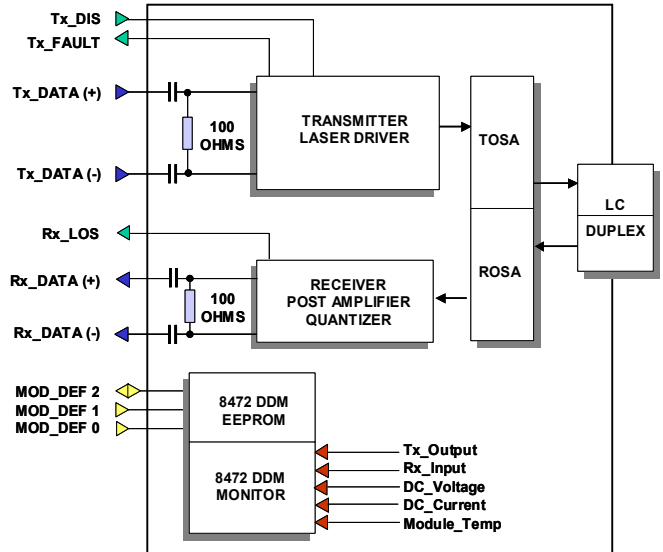 Tx_DIS
Tx_FAULT
Tx_DATA (+)
100
OHMS
Tx_DATA (-)
TRANSMITTER
LASER DRIVER
TOSA
LC
DUPLEX
Rx_LOS
Rx_DATA (+)
100
OHMS
Rx_DATA (-)
RECEIVER
POST AMPLIFIER
QUANTIZER
ROSA
MOD_DEF 2
MOD_DEF 1
MOD_DEF 0
8472 DDM
EEPROM
8472 DDM
MONITOR
Tx_Output
Rx_Input
DC_Voltage
DC_Current
Module_Temp